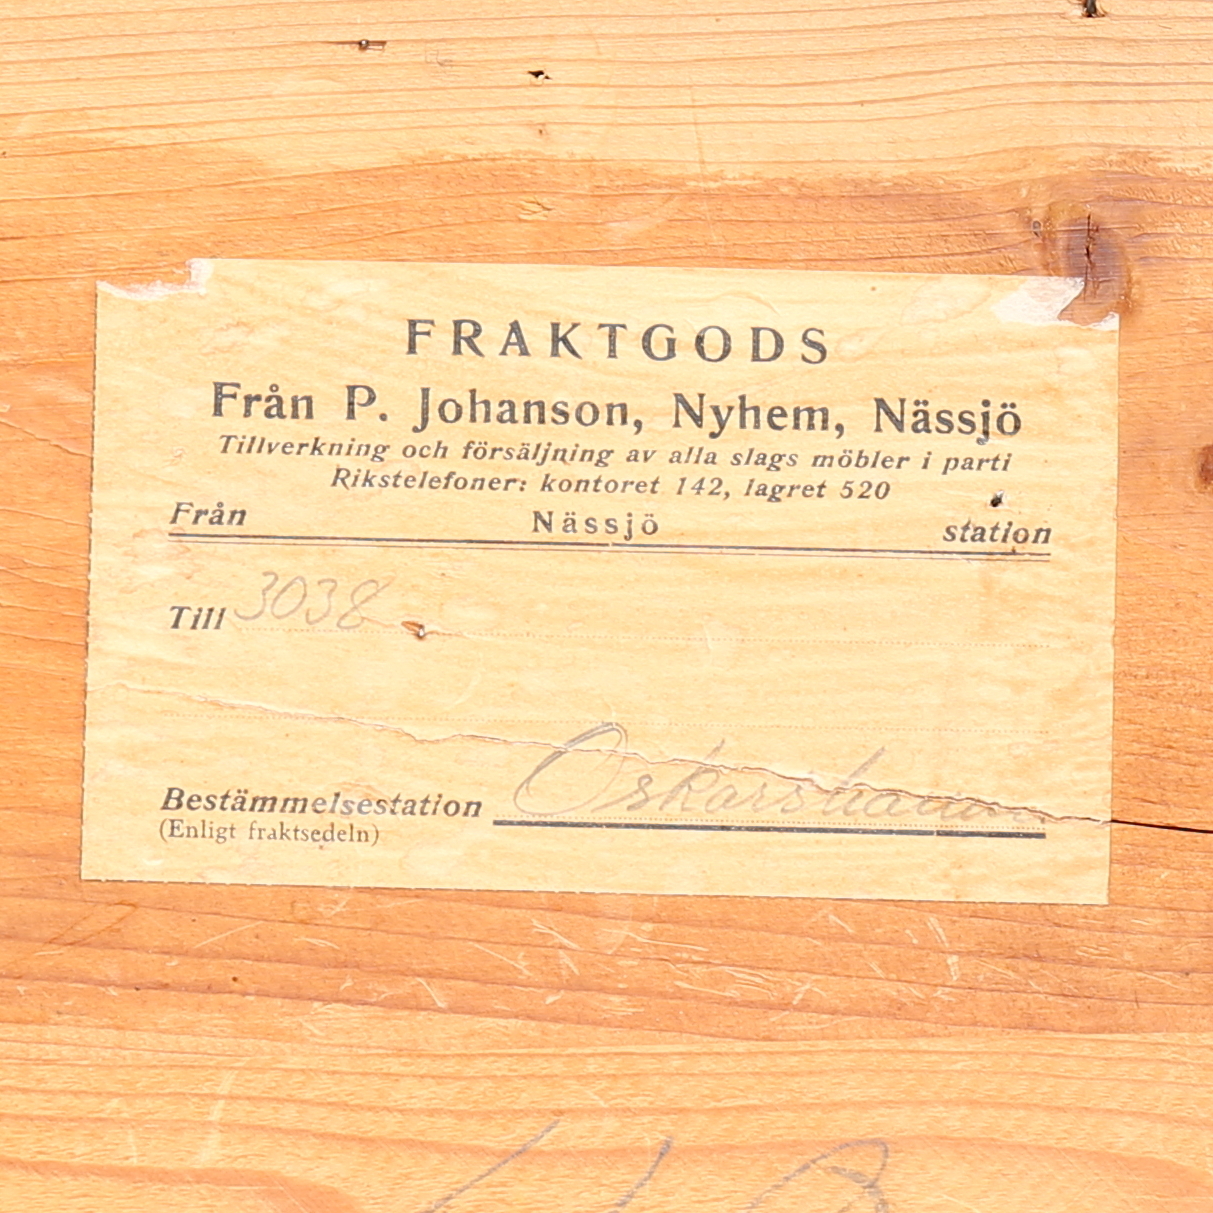 FRAKTGODS
Från P. Johanson, Nyhem, Nässjö
Tillverkning och försäljning av alla slags möbler i parti
Rikstelefoner: kontoret 142, lagret 520
Från Nässjö station
Till 3038
Bestämmelsestation Oskarshamn
(Enligt fraktsedeln)